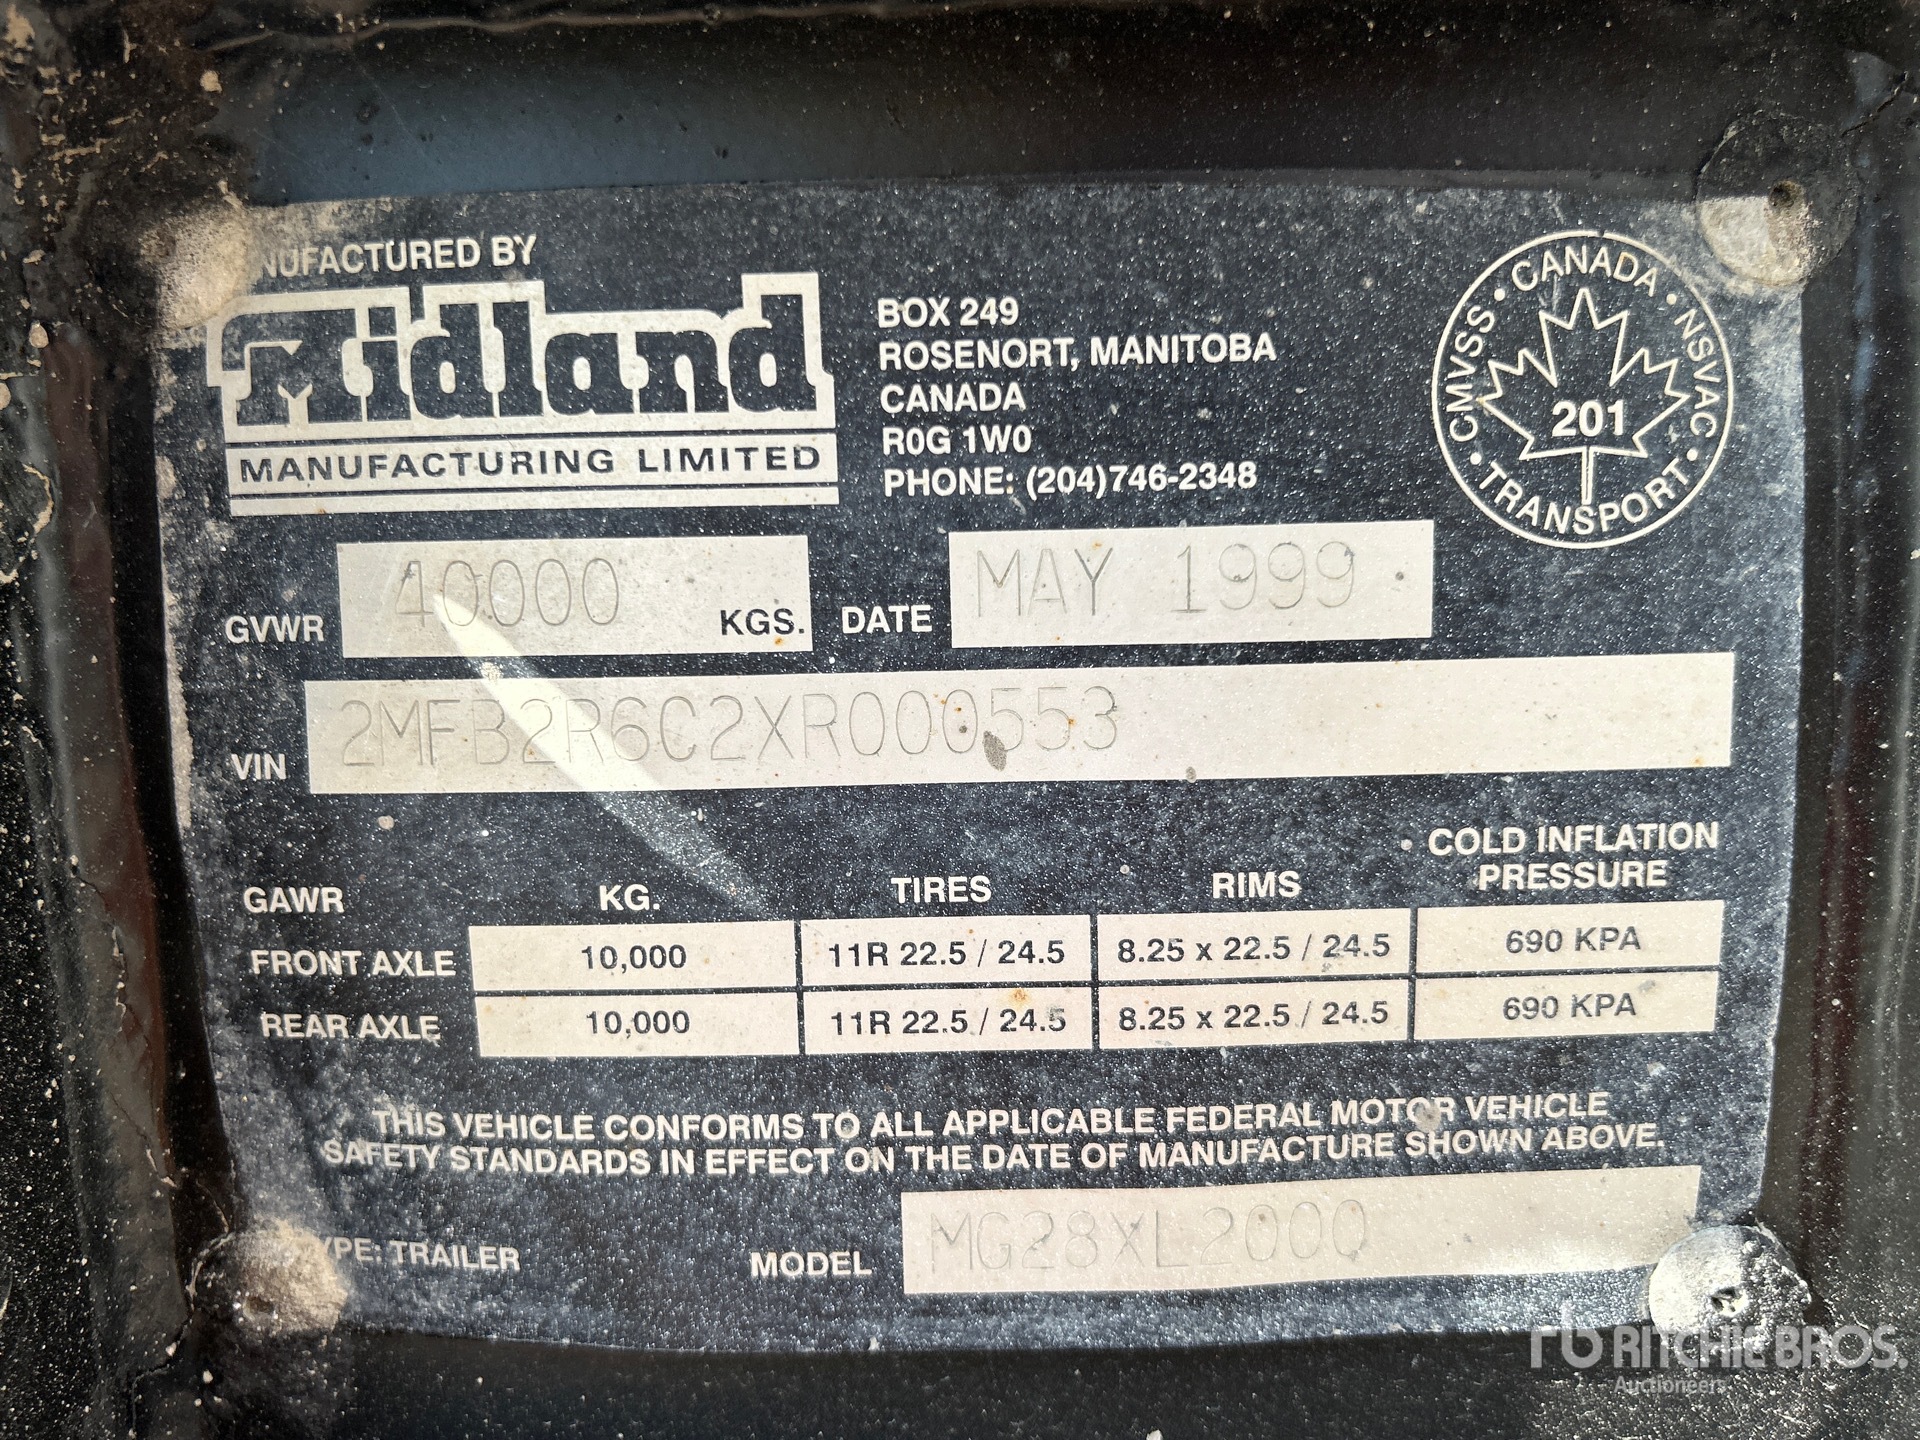 NUFACTURED BY
Midland
MANUFACTURING LIMITED
BOX 249
ROSENORT, MANITOBA
CANADA
R0G 1W0
PHONE: (204)746-2348
CANADA • NSVAC • TRANSPORT • CMVSS •
201
GVWR 40000 KGS. DATE MAY 1999
VIN 2MFB2R6C2XR000553
GAWR KG. TIRES RIMS COLD INFLATION
PRESSURE
FRONT AXLE 10,000 11R 22.5 / 24.5 8.25 x 22.5 / 24.5 690 KPA
REAR AXLE 10,000 11R 22.5 / 24.5 8.25 x 22.5 / 24.5 690 KPA
THIS VEHICLE CONFORMS TO ALL APPLICABLE FEDERAL MOTOR VEHICLE
SAFETY STANDARDS IN EFFECT ON THE DATE OF MANUFACTURE SHOWN ABOVE.
YPE: TRAILER MODEL MG28XL2000
rb RITCHIE BROS.
Auctioneers